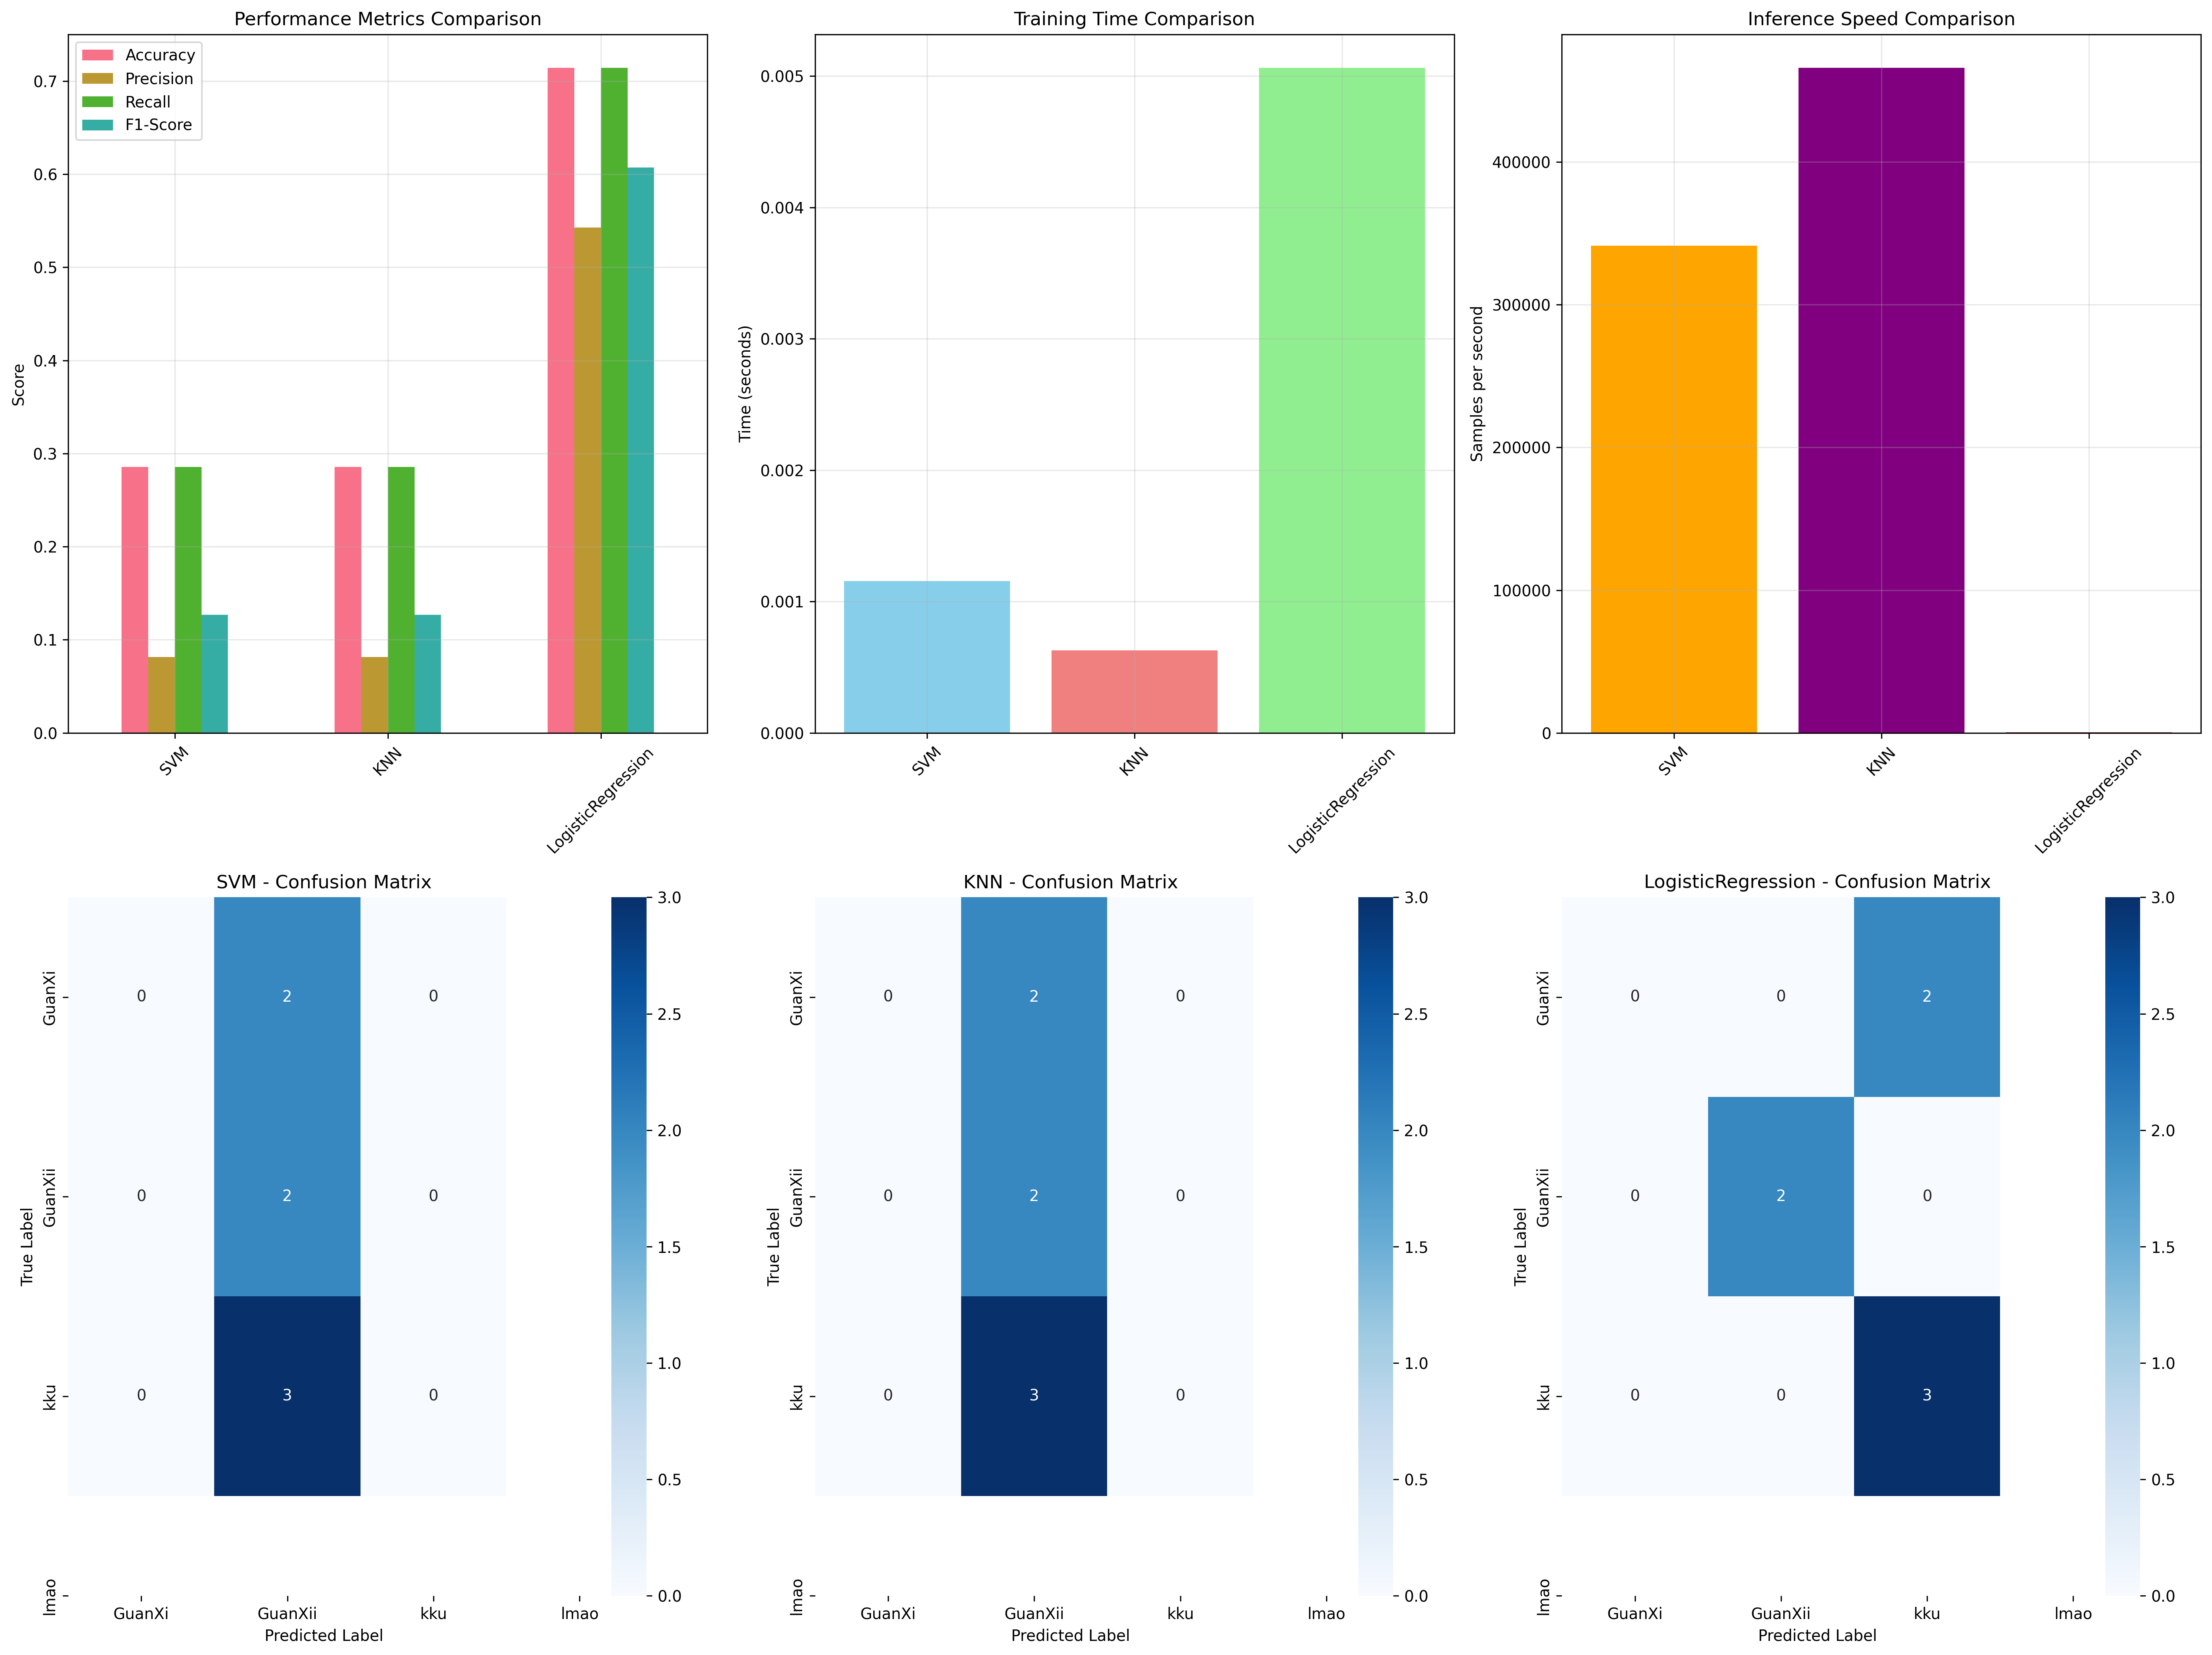 Performance Metrics Comparison
Accuracy
Precision
Recall
F1-Score
0.7
0.6
0.5
0.4
0.3
0.2
0.1
0.0
Score
SVM
KNN
LogisticRegression
Training Time Comparison
0.005
0.004
0.003
0.002
0.001
0.000
Time (seconds)
SVM
KNN
LogisticRegression
Inference Speed Comparison
400000
300000
200000
100000
0
Samples per second
SVM
KNN
LogisticRegression
SVM - Confusion Matrix
True Label
GuanXi
0 2 0
GuanXii
0 2 0
kku
0 3 0
lmao
GuanXi GuanXii kku lmao
Predicted Label
3.0
2.5
2.0
1.5
1.0
0.5
0.0
KNN - Confusion Matrix
True Label
GuanXi
0 2 0
GuanXii
0 2 0
kku
0 3 0
lmao
GuanXi GuanXii kku lmao
Predicted Label
3.0
2.5
2.0
1.5
1.0
0.5
0.0
LogisticRegression - Confusion Matrix
True Label
GuanXi
0 0 2
GuanXii
0 2 0
kku
0 0 3
lmao
GuanXi GuanXii kku lmao
Predicted Label
3.0
2.5
2.0
1.5
1.0
0.5
0.0